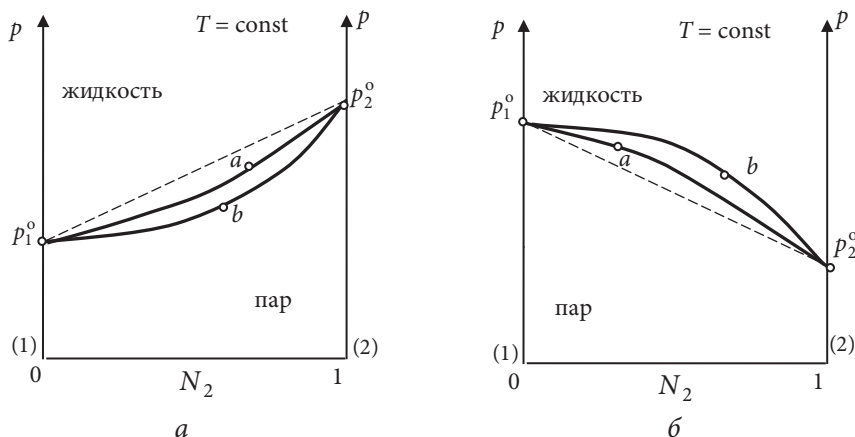 p
T = const
жидкость
p₂°
a
p₁°
b
пар
(1)
(2)
0
N₂
1
а
p
T = const
p
p₁°
жидкость
a
b
p₂°
пар
(1)
(2)
0
N₂
1
б